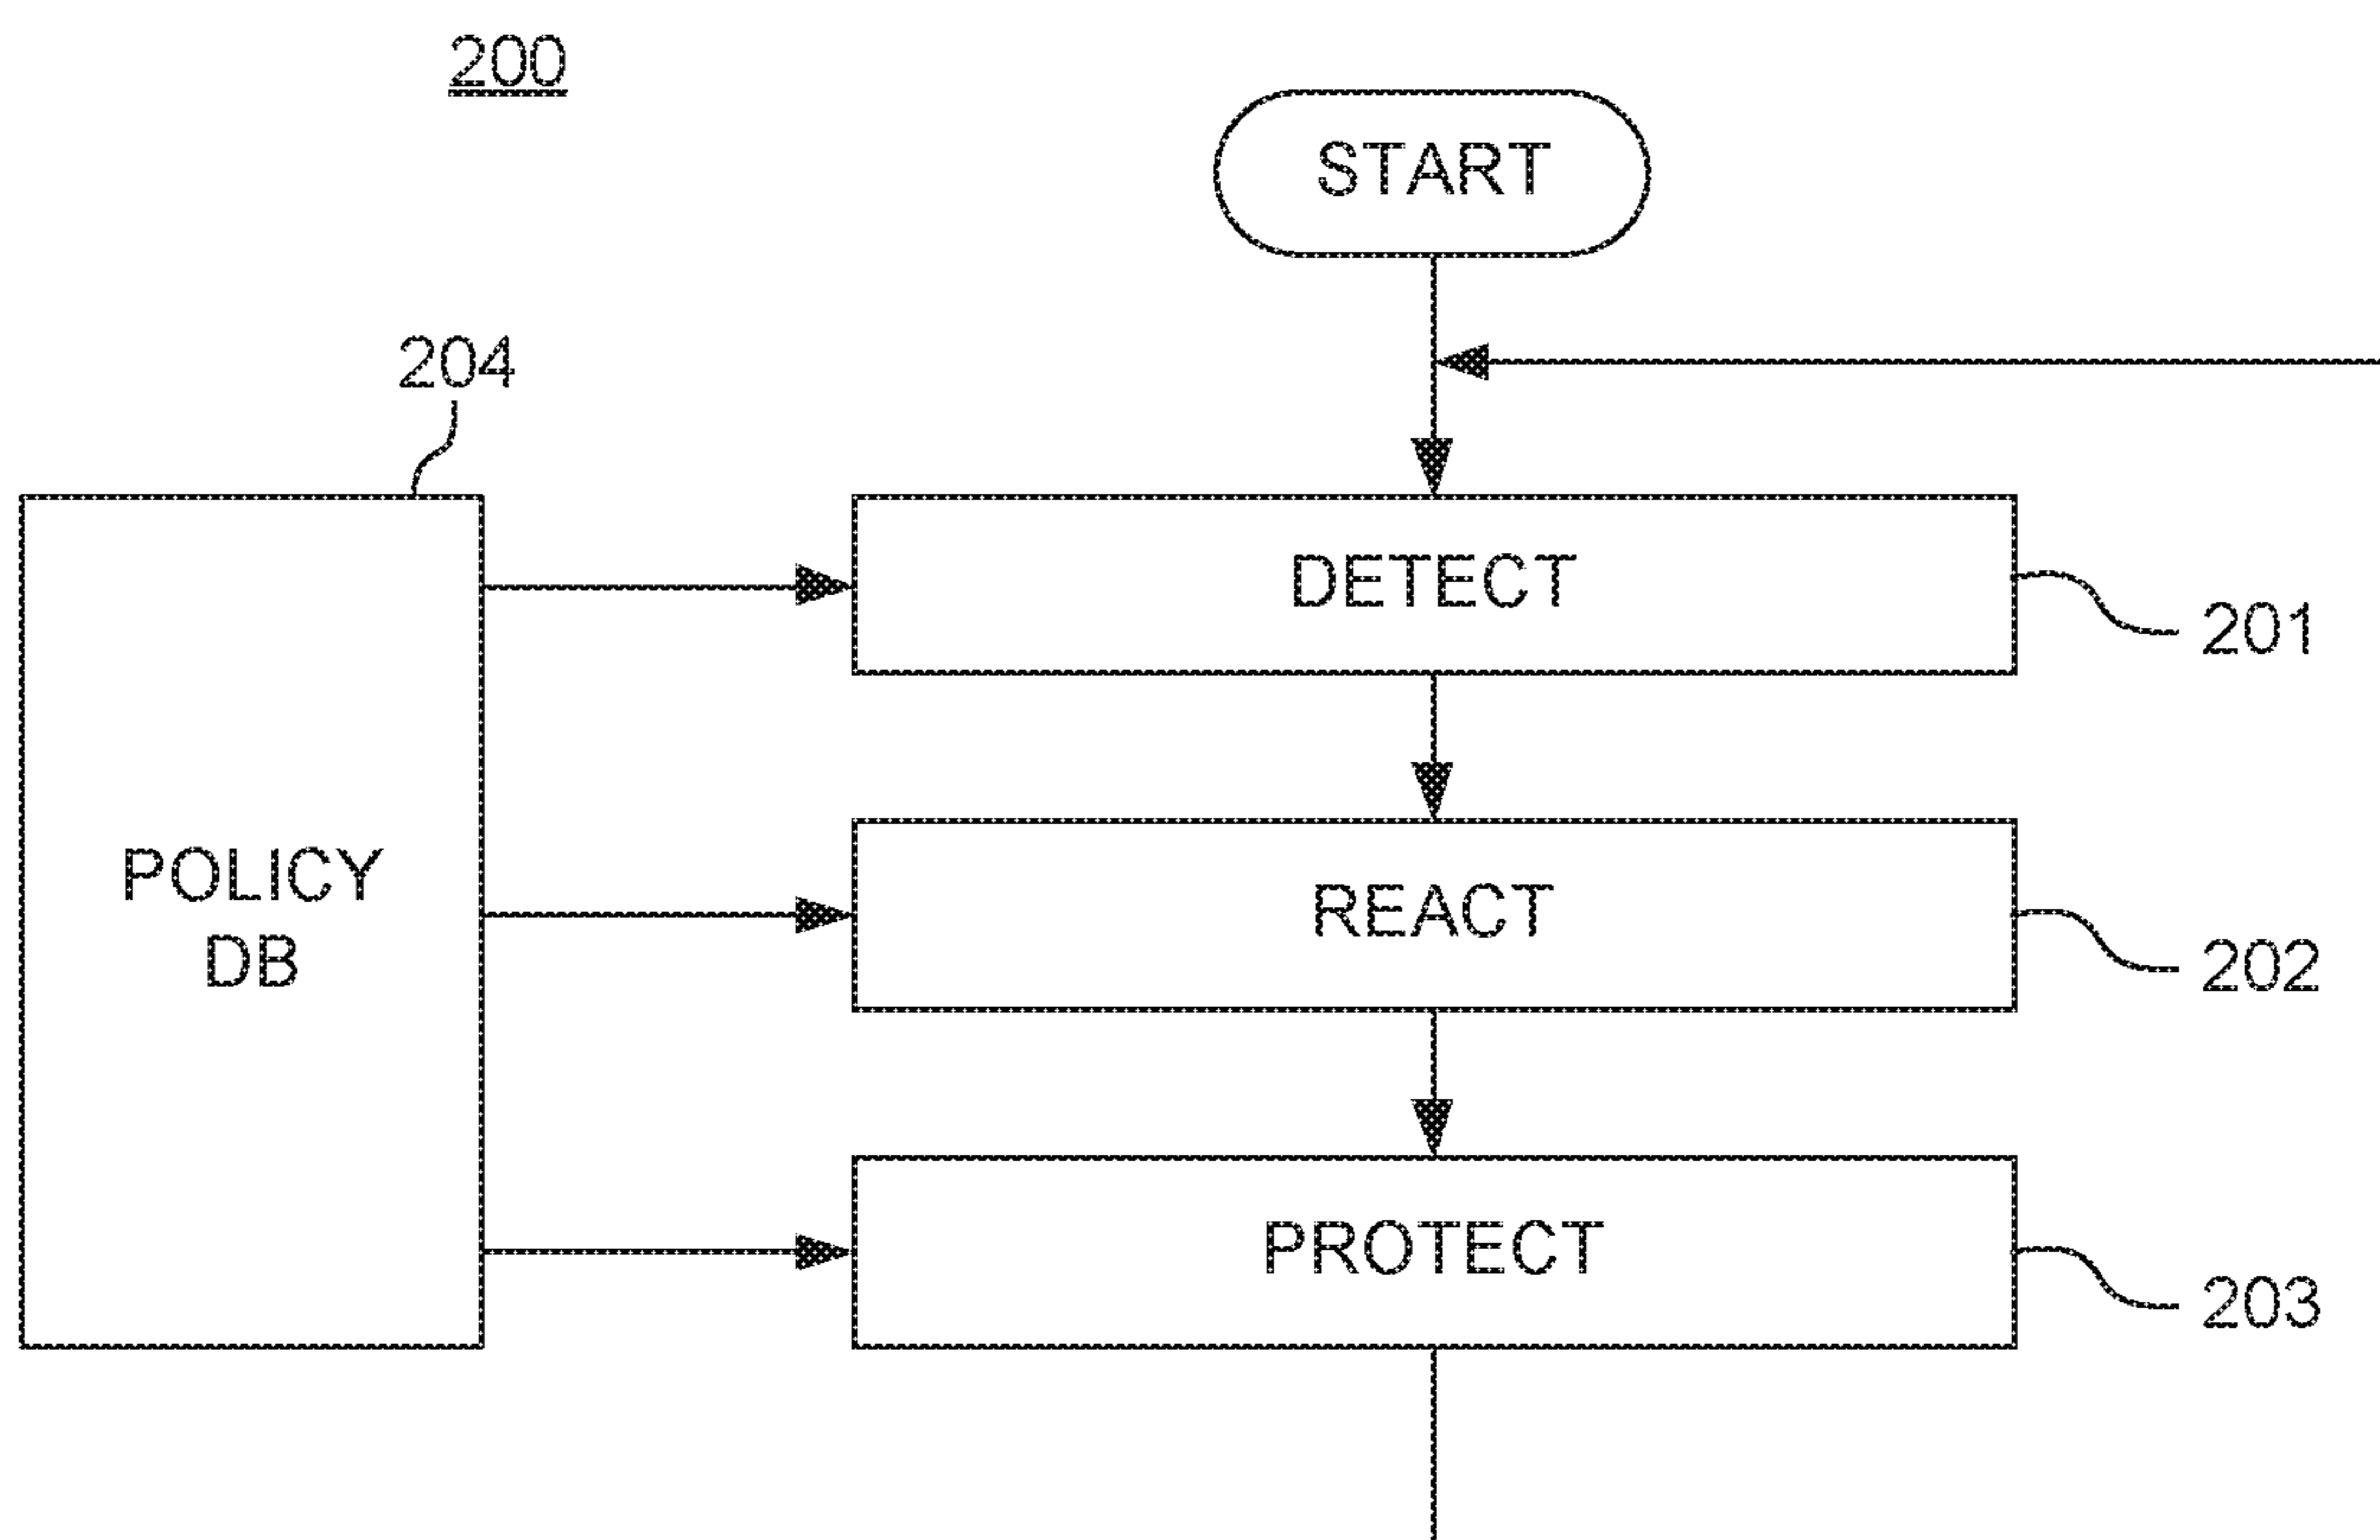 200
START
204
DETECT
201
POLICY
DB
REACT
202
PROTECT
203